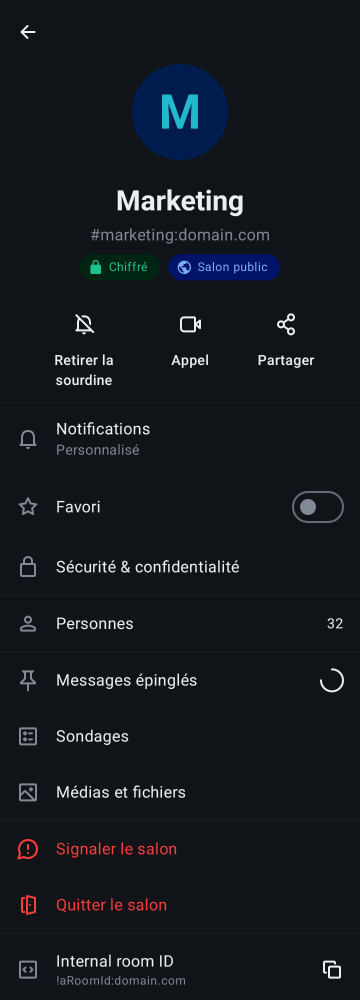 M
Marketing
#marketing:domain.com
Chiffré
Salon public
Retirer la
sourdine
Appel
Partager
Notifications
Personnalisé
Favori
Sécurité & confidentialité
Personnes
32
Messages épinglés
Sondages
Médias et fichiers
Signaler le salon
Quitter le salon
Internal room ID
!aRoomId:domain.com